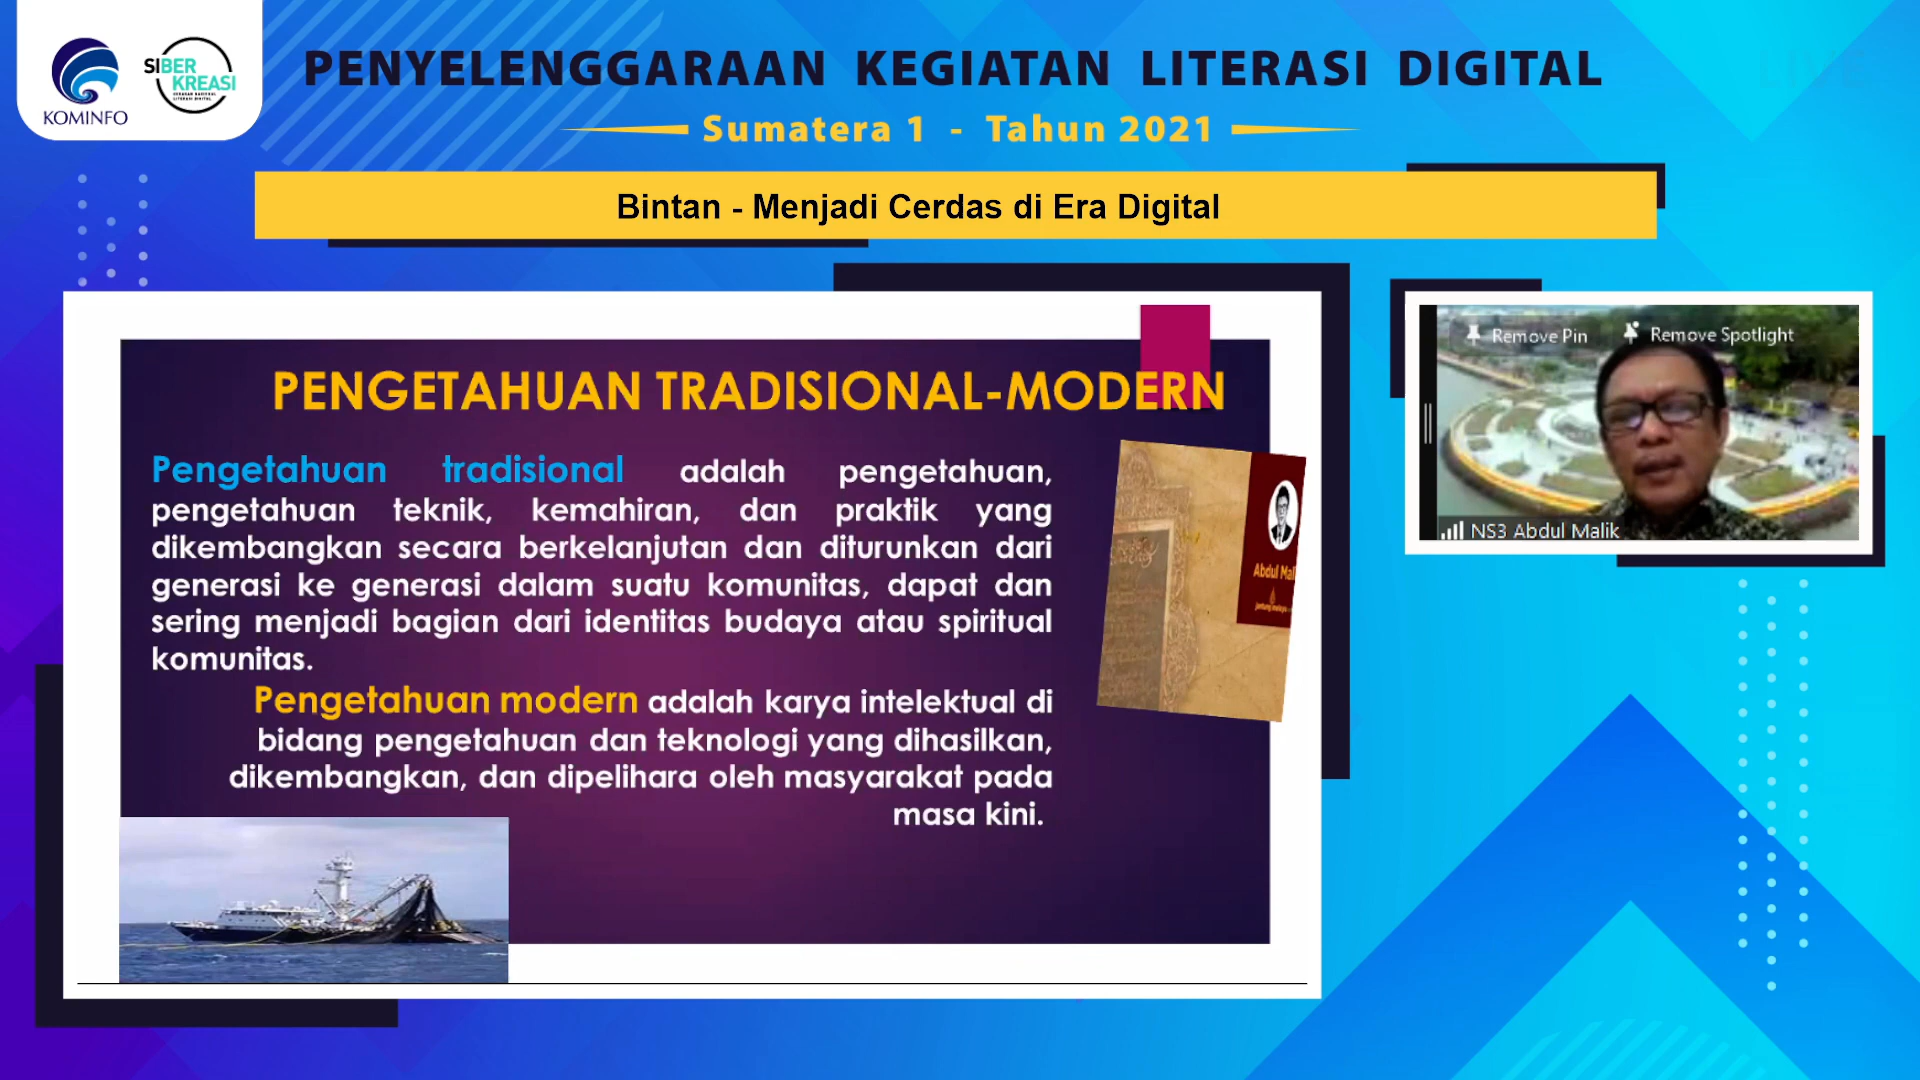 KOMINFO
SIBER
KREASI
PENYELENGGARAAN KEGIATAN LITERASI DIGITAL
Sumatera 1 - Tahun 2021
Bintan - Menjadi Cerdas di Era Digital
PENGETAHUAN TRADISIONAL-MODERN
Pengetahuan tradisional adalah pengetahuan,
pengetahuan teknik, kemahiran, dan praktik yang
dikembangkan secara berkelanjutan dan diturunkan dari
generasi ke generasi dalam suatu komunitas, dapat dan
sering menjadi bagian dari identitas budaya atau spiritual
komunitas.
Pengetahuan modern adalah karya intelektual di
bidang pengetahuan dan teknologi yang dihasilkan,
dikembangkan, dan dipelihara oleh masyarakat pada
masa kini.
Abdul Mal
Remove Pin
Remove Spotlight
NS3 Abdul Malik